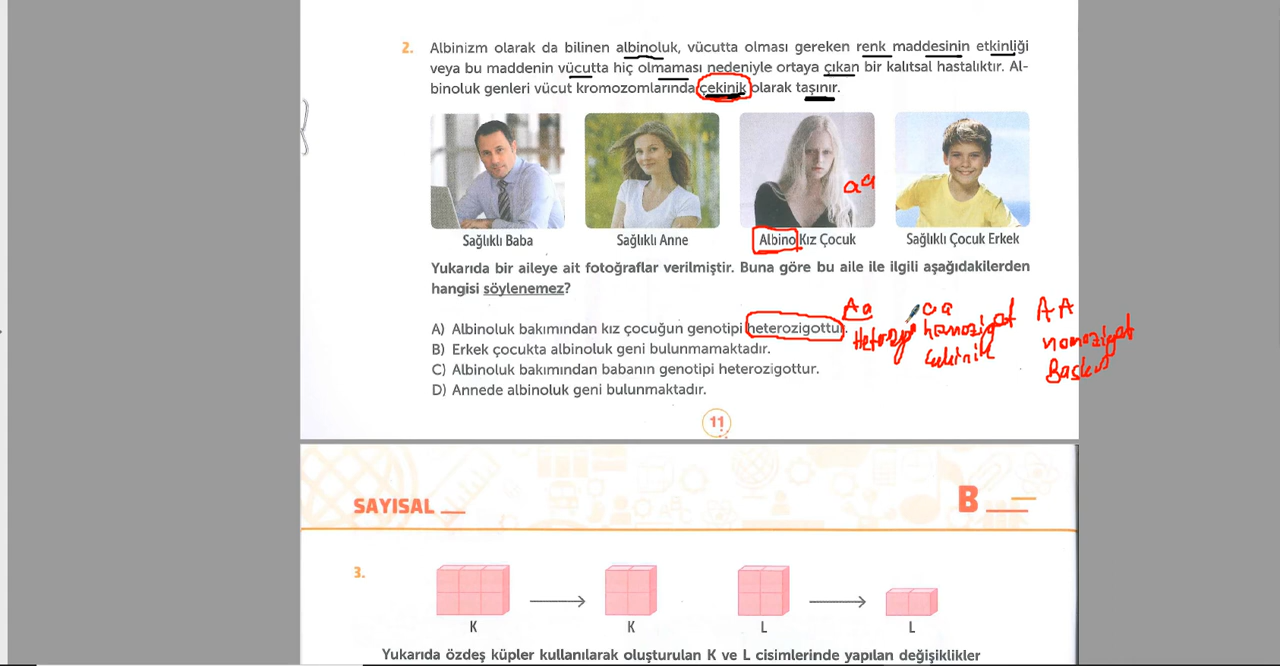 2. Albinizm olarak da bilinen albinoluk, vücutta olması gereken renk maddesinin etkinliği
veya bu maddenin vücutta hiç olmaması nedeniyle ortaya çıkan bir kalıtsal hastalıktır. Al-
binoluk genleri vücut kromozomlarında çekinik olarak taşınır.
aa
Sağlıklı Baba Sağlıklı Anne Albino Kız Çocuk Sağlıklı Çocuk Erkek
Yukarıda bir aileye ait fotoğraflar verilmiştir. Buna göre bu aile ile ilgili aşağıdakilerden
hangisi söylenemez?
Aa aa AA
A) Albinoluk bakımından kız çocuğun genotipi heterozigottur.
homozigot
B) Erkek çocukta albinoluk geni bulunmamaktadır.
C) Albinoluk bakımından babanın genotipi heterozigottur.
D) Annede albinoluk geni bulunmaktadır.
11
SAYISAL B
3.
K K L L
Yukarıda özdeş küpler kullanılarak oluşturulan K ve L cisimlerinde yapılan değişiklikler